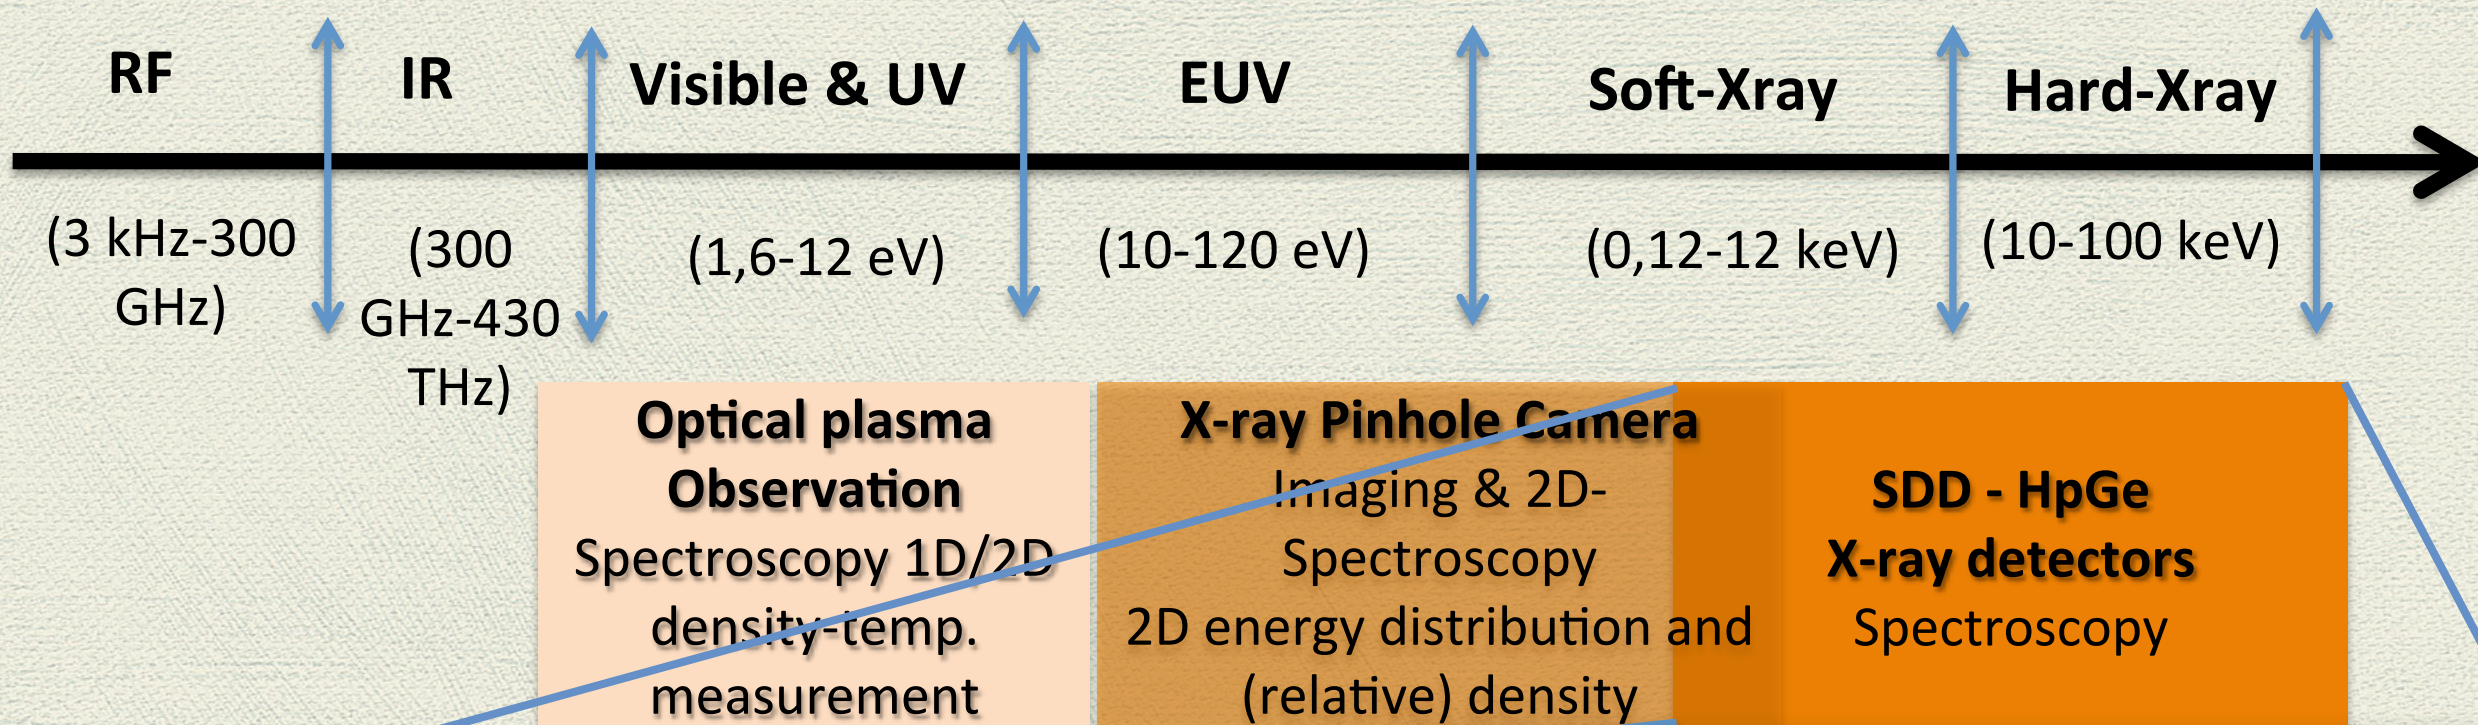 RF
IR
Visible & UV
EUV
Soft-Xray
Hard-Xray
(3 kHz-300
GHz)
(300
GHz-430
THz)
(1,6-12 eV)
(10-120 eV)
(0,12-12 keV)
(10-100 keV)
Optical plasma
Observation
Spectroscopy 1D/2D
density-temp.
measurement
X-ray Pinhole Camera
Imaging & 2D-
Spectroscopy
2D energy distribution and
(relative) density
SDD - HpGe
X-ray detectors
Spectroscopy